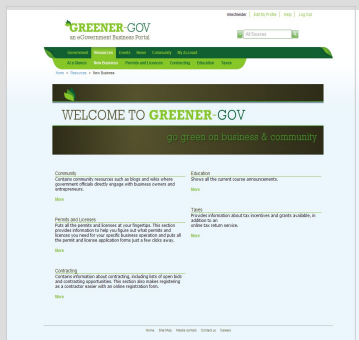 Edit My Profile | Help | Log Out
GREENER-GOV
an eGovernment Business Portal
All Sources
Government Resources Events News Community My Account
At a Glance New Business Permits and Licenses Contracting Education Taxes
Home > Resources > New Business
WELCOME TO GREENER-GOV
go green on business & community
Community
Contains community resources such as blogs and wikis where
government officials directly engage with business owners and
entrepreneurs.
More
Permits and Licenses
Puts all the permits and licenses at your fingertips. This section
provides information to help you figure out what permits and
licences you need for your specific business operation and puts all
the permit and license application forms just a few clicks away.
More
Contracting
Contains information about contracting, including lists of open bids
and contracting opportunities. This section also makes registering
as a contractor easier with an online registration form.
More
Education
Shows all the current course announcements.
More
Taxes
Provides information about tax incentives and grants available, in
addition to an
online tax return service.
More
Home Site Map Media contact Contact us Careers